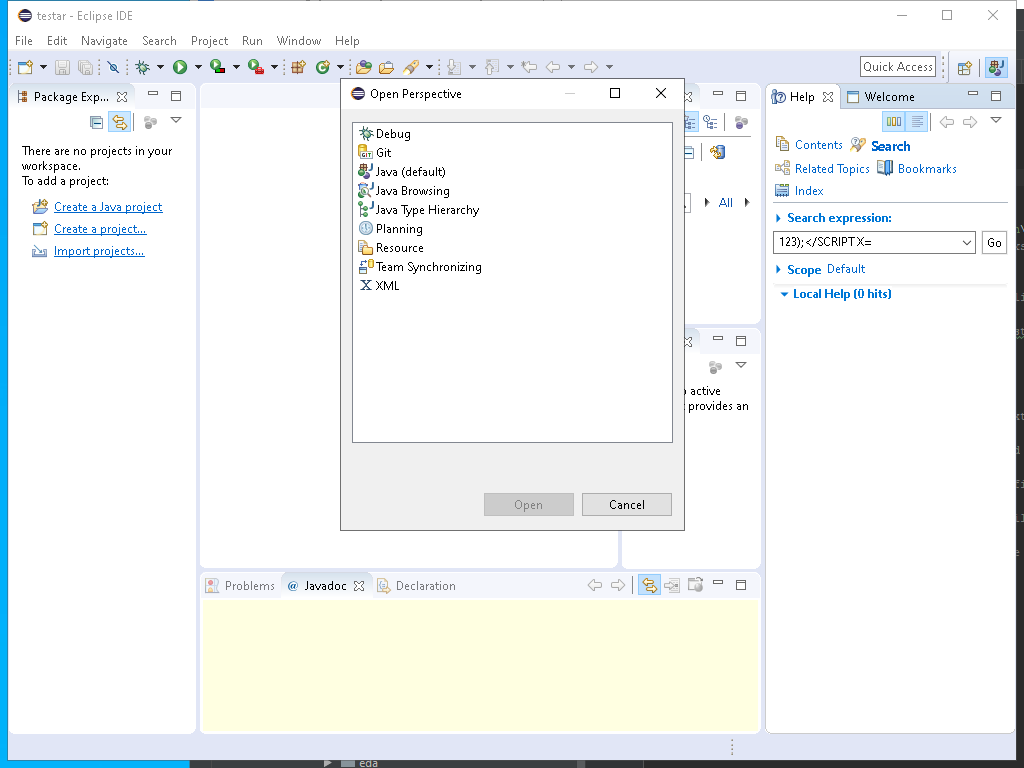 testar - Eclipse IDE
File Edit Navigate Search Project Run Window Help
Quick Access
Package Exp...
There are no projects in your
workspace.
To add a project:
Create a Java project
Create a project...
Import projects...
Open Perspective
Debug
GIT Git
Java (default)
Java Browsing
Java Type Hierarchy
Planning
Resource
Team Synchronizing
X XML
Open Cancel
All
active
provides an
Help Welcome
Contents Search
Related Topics Bookmarks
Index
Search expression:
123);</SCRIPT X= Go
Scope Default
Local Help (0 hits)
Problems @ Javadoc Declaration
eda